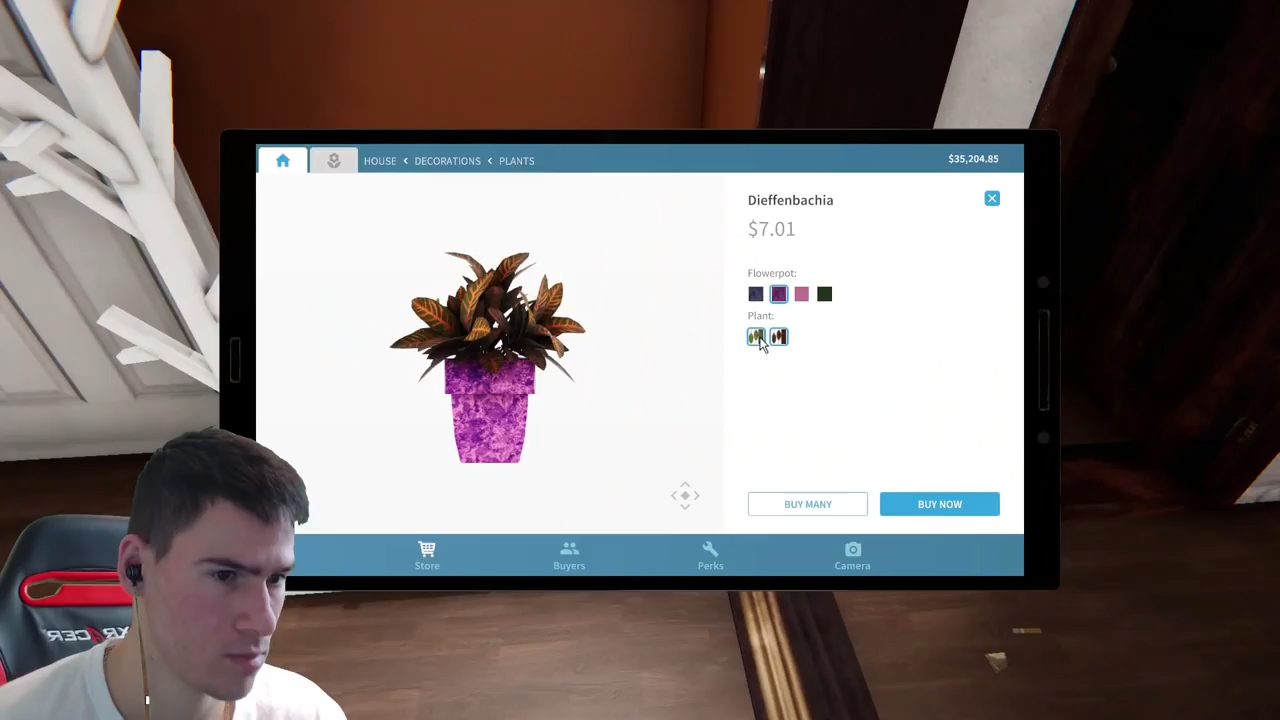 HOUSE < DECORATIONS < PLANTS
$35,204.85
Dieffenbachia
$7.01
Flowerpot:
Plant:
BUY MANY
BUY NOW
Store
Buyers
Perks
Camera